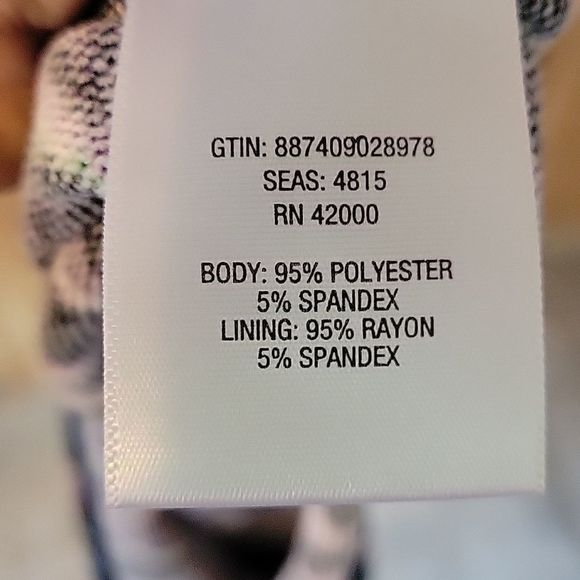 GTIN: 887409028978
SEAS: 4815
RN 42000
BODY: 95% POLYESTER
5% SPANDEX
LINING: 95% RAYON
5% SPANDEX